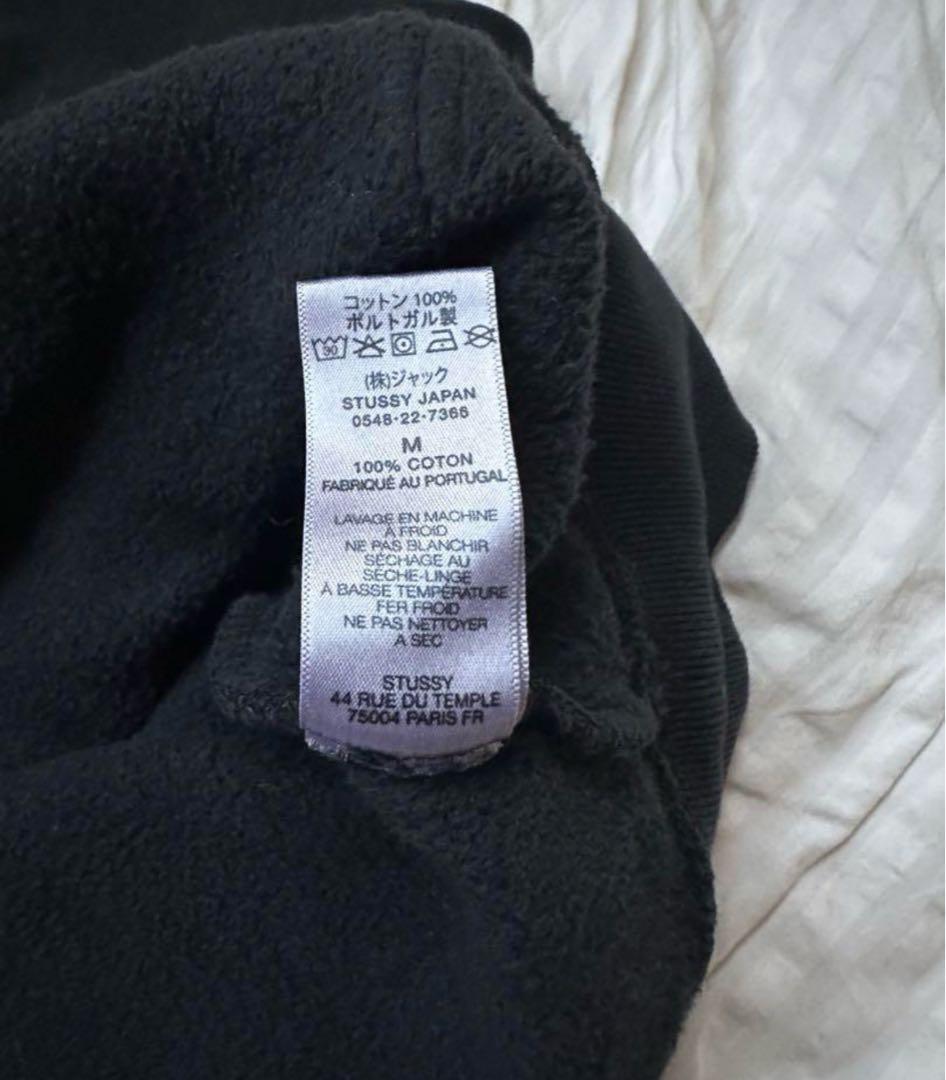 コットン 100%
ポルトガル製
30
(株)ジャック
STUSSY JAPAN
0548-22-7366
M
100% COTON
FABRIQUÉ AU PORTUGAL
LAVAGE EN MACHINE
À FROID
NE PAS BLANCHIR
SÉCHAGE AU
SÈCHE-LINGE
À BASSE TEMPÉRATURE
FER FROID
NE PAS NETTOYER
A SEC
STUSSY
44 RUE DU TEMPLE
75004 PARIS FR